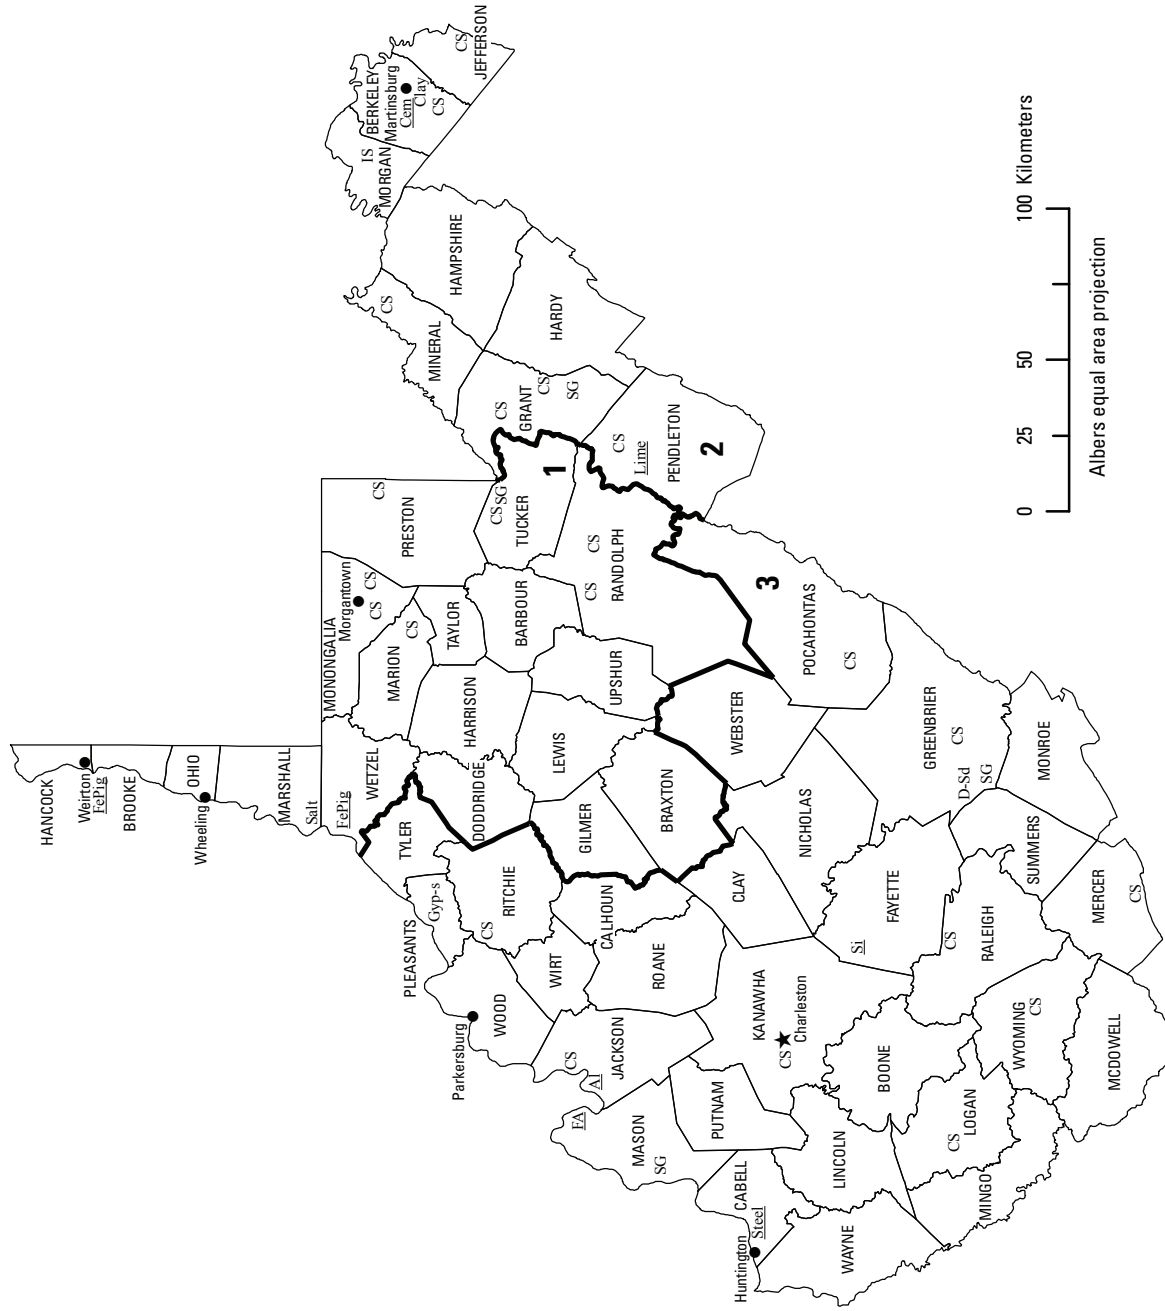 HANCOCK
Weirton
FePig
BROOKE
OHIO
Wheeling
MARSHALL
Salt
FePig
WETZEL
MONONGALIA
Morgantown
CS
CS
PRESTON
CS
MARION
CS
TAYLOR
TYLER
DODDRIDGE
HARRISON
BARBOUR
TUCKER
CS
SG
1
PLEASANTS
Gyp-s
RITCHIE
CS
Parkersburg
WOOD
WIRT
CALHOUN
GILMER
LEWIS
UPSHUR
RANDOLPH
CS
CS
BRAXTON
WEBSTER
JACKSON
CS
Al
ROANE
CLAY
FA
MASON
SG
PUTNAM
KANAWHA
Charleston
CS
NICHOLAS
POCAHONTAS
CS
3
CABELL
Huntington
Steel
WAYNE
LINCOLN
BOONE
Si
FAYETTE
GREENBRIER
CS
D-Sd
SG
LOGAN
CS
MINGO
WYOMING
CS
RALEIGH
CS
SUMMERS
MONROE
MCDOWELL
MERCER
CS
MINERAL
CS
GRANT
CS
CS
SG
HAMPSHIRE
HARDY
PENDLETON
CS
Lime
2
IS
MORGAN
BERKELEY
Martinsburg
Cem
Clay
CS
CS
JEFFERSON
0 25 50 100 Kilometers
Albers equal area projection